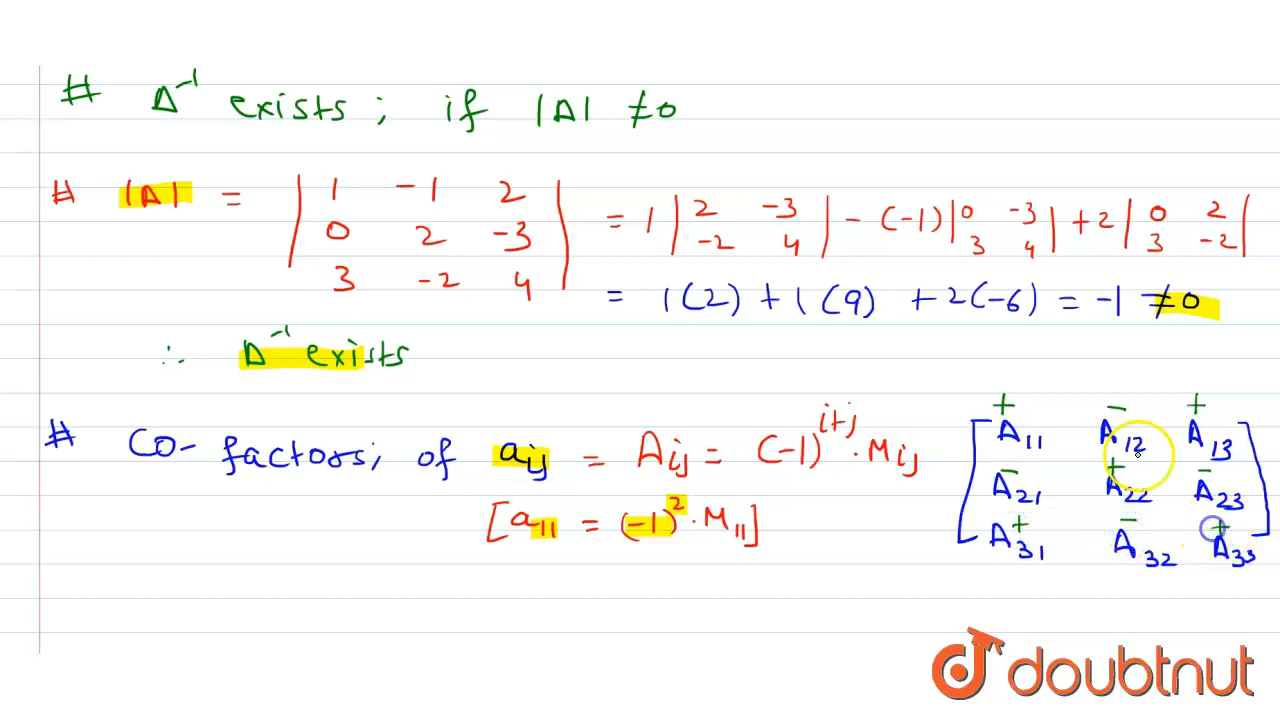 # A⁻¹ exists; if |A| ≠0
# |A| = | 1 -1 2 | = 1 | 2 -3 | - (-1) | 0 -3 | + 2 | 0 2 |
| 0 2 -3 | | -2 4 | | 3 4 | | 3 -2 |
| 3 -2 4 |
= 1(2) + 1(9) + 2(-6) = -1 ≠0
∴ A⁻¹ exists
# Co-factors; of aij = Aij = (-1)^(i+j) · Mij
[a11 = (-1)² · M11]
+ - +
[ A11 A12 A13
- + -
A21 A22 A23
+ - +
A31 A32 A33 ]
doubtnut